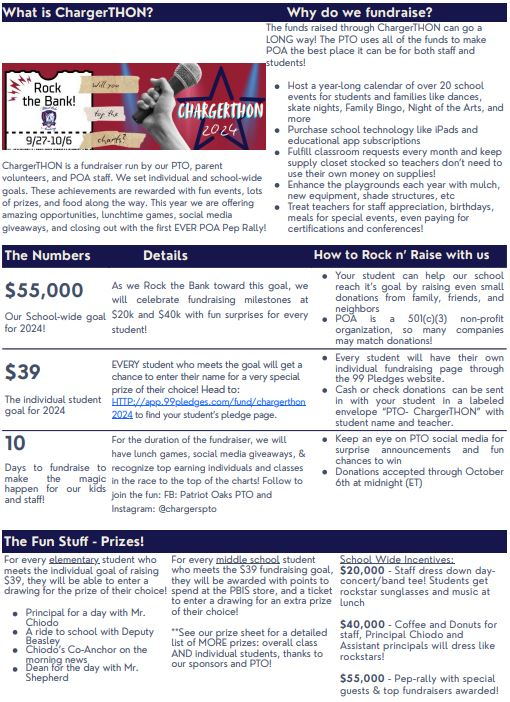 What is ChargerTHON?
Rock
the Bank!
9/27-10/6
Will you
top the
charts?
CHARGERTHON
2024
ChargerTHON is a fundraiser run by our PTO, parent
volunteers, and POA staff. We set individual and school-wide
goals. These achievements are rewarded with fun events, lots
of prizes, and food along the way. This year we are offering
amazing opportunities, lunchtime games, social media
giveaways, and closing out with the first EVER POA Pep Rally!
Why do we fundraise?
The funds raised through ChargerTHON can go a
LONG way! The PTO uses all of the funds to make
POA the best place it can be for both staff and
students!
● Host a year-long calendar of over 20 school
events for students and families like dances,
skate nights, Family Bingo, Night of the Arts, and
more
● Purchase school technology like iPads and
educational app subscriptions
● Fulfill classroom requests every month and keep
supply closet stocked so teachers don't need to
use their own money on supplies!
● Enhance the playgrounds each year with mulch,
new equipment, shade structures, etc
● Treat teachers for staff appreciation, birthdays,
meals for special events, even paying for
certifications and conferences!
The Numbers
Details
How to Rock n' Raise with us
$55,000
Our School-wide goal
for 2024!
As we Rock the Bank toward this goal, we
will celebrate fundraising milestones at
$20k and $40k with fun surprises for every
student!
● Your student can help our school
reach it's goal by raising even small
donations from family, friends, and
neighbors
● POA is a 501(c)(3) non-profit
organization, so many companies
may match donations!
$39
The individual student
goal for 2024
EVERY student who meets the goal will get a
chance to enter their name for a very special
prize of their choice! Head to:
HTTP://app.99pledges.com/fund/chargerthon
2024 to find your student's pledge page.
● Every student will have their own
individual fundraising page through
the 99 Pledges website.
● Cash or check donations can be sent
in with your student in a labeled
envelope "PTO- ChargerTHON" with
student name and teacher.
10
Days to fundraise to
make the magic
happen for our kids
and staff!
For the duration of the fundraiser, we will
have lunch games, social media giveaways, &
recognize top earning individuals and classes
in the race to the top of the charts! Follow to
join the fun: FB: Patriot Oaks PTO and
Instagram: @chargerspto
● Keep an eye on PTO social media for
surprise announcements and fun
chances to win
● Donations accepted through October
6th at midnight (ET)
The Fun Stuff - Prizes!
For every elementary student who
meets the individual goal of raising
$39, they will be able to enter a
drawing for the prize of their choice!
● Principal for a day with Mr.
Chiodo
● A ride to school with Deputy
Beasley
● Chiodo's Co-Anchor on the
morning news
● Dean for the day with Mr.
Shepherd
For every middle school student
who meets the $39 fundraising goal,
they will be awarded with points to
spend at the PBIS store, and a ticket
to enter a drawing for an extra prize
of their choice!
**See our prize sheet for a detailed
list of MORE prizes: overall class
AND individual students, thanks to
our sponsors and PTO!
School Wide Incentives:
$20,000 - Staff dress down day-
concert/band tee! Students get
rockstar sunglasses and music at
lunch
$40,000 - Coffee and Donuts for
staff, Principal Chiodo and
Assistant principals will dress like
rockstars!
$55,000 - Pep-rally with special
guests & top fundraisers awarded!